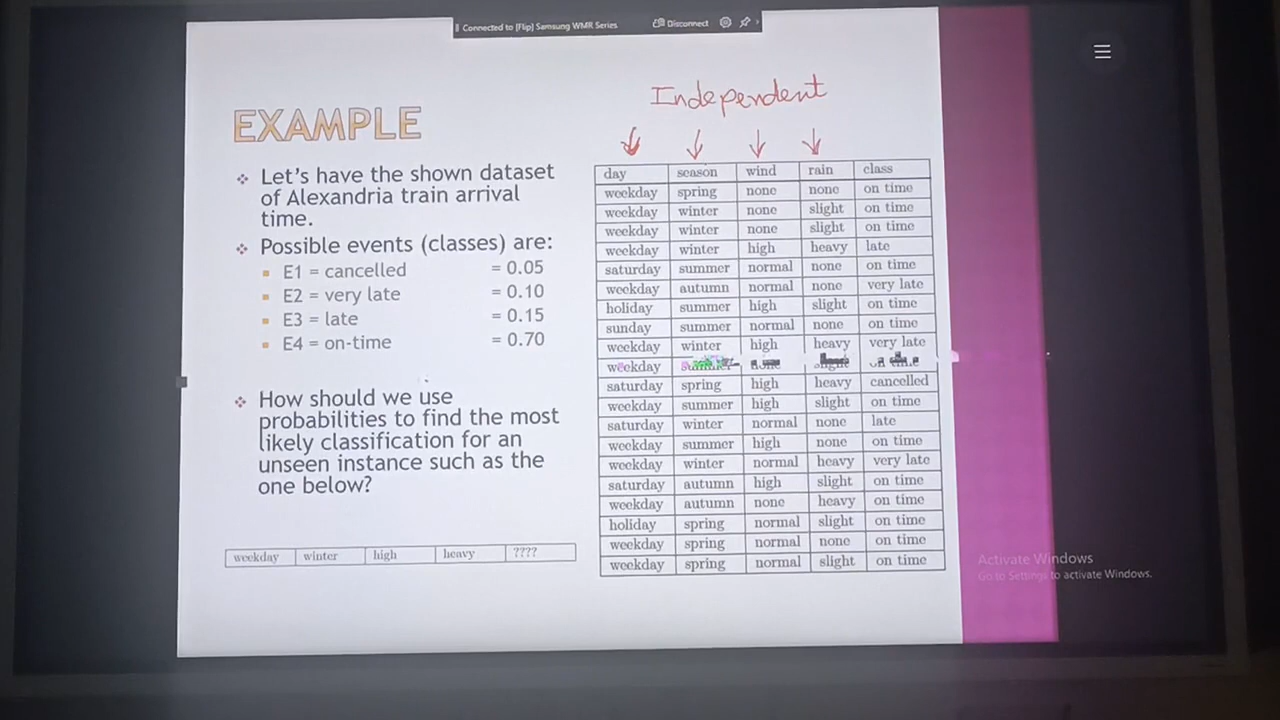 Connected to [Flip] Samsung WMR Series Disconnect
Independent
EXAMPLE
Let's have the shown dataset
of Alexandria train arrival
time.
Possible events (classes) are:
E1 = cancelled = 0.05
E2 = very late = 0.10
E3 = late = 0.15
E4 = on-time = 0.70
How should we use
probabilities to find the most
likely classification for an
unseen instance such as the
one below?
weekday winter high heavy ????
day season wind rain class
weekday spring none none on time
weekday winter none slight on time
weekday winter none slight on time
weekday winter high heavy late
saturday summer normal none on time
weekday autumn normal none very late
holiday summer high slight on time
sunday summer normal none on time
weekday winter high heavy very late
weekday
saturday spring high heavy cancelled
weekday summer high slight on time
saturday winter normal none late
weekday summer high none on time
weekday winter normal heavy very late
saturday autumn high slight on time
weekday autumn none heavy on time
holiday spring normal slight on time
weekday spring normal none on time
weekday spring normal slight on time
Activate Windows
Go to Settings to activate Windows.